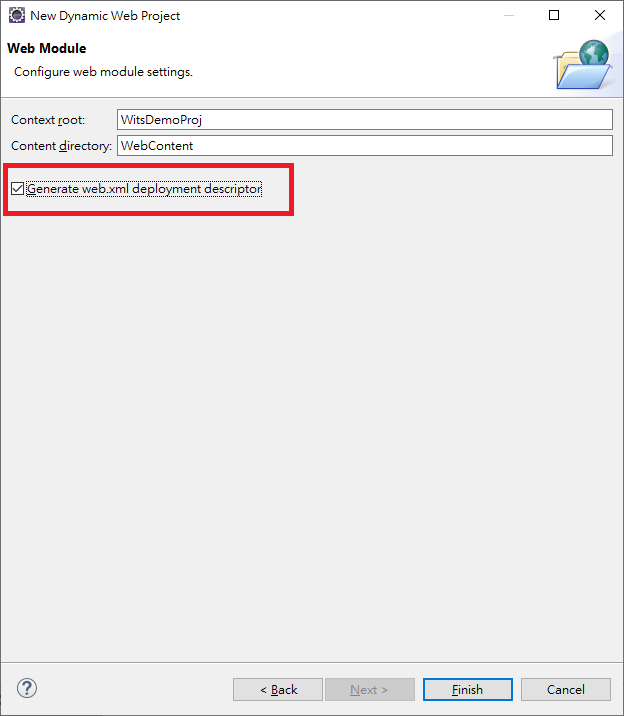 New Dynamic Web Project
Web Module
Configure web module settings.
Context root: WitsDemoProj
Content directory: WebContent
Generate web.xml deployment descriptor
? < Back Next > Finish Cancel